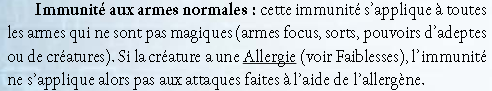 Immunité aux armes normales : cette immunité s'applique à toutes
les armes qui ne sont pas magiques (armes focus, sorts, pouvoirs d'adeptes
ou de créatures). Si la créature a une Allergie (voir Faiblesses), l'immunité
ne s'applique alors pas aux attaques faites à l'aide de l'allergène.